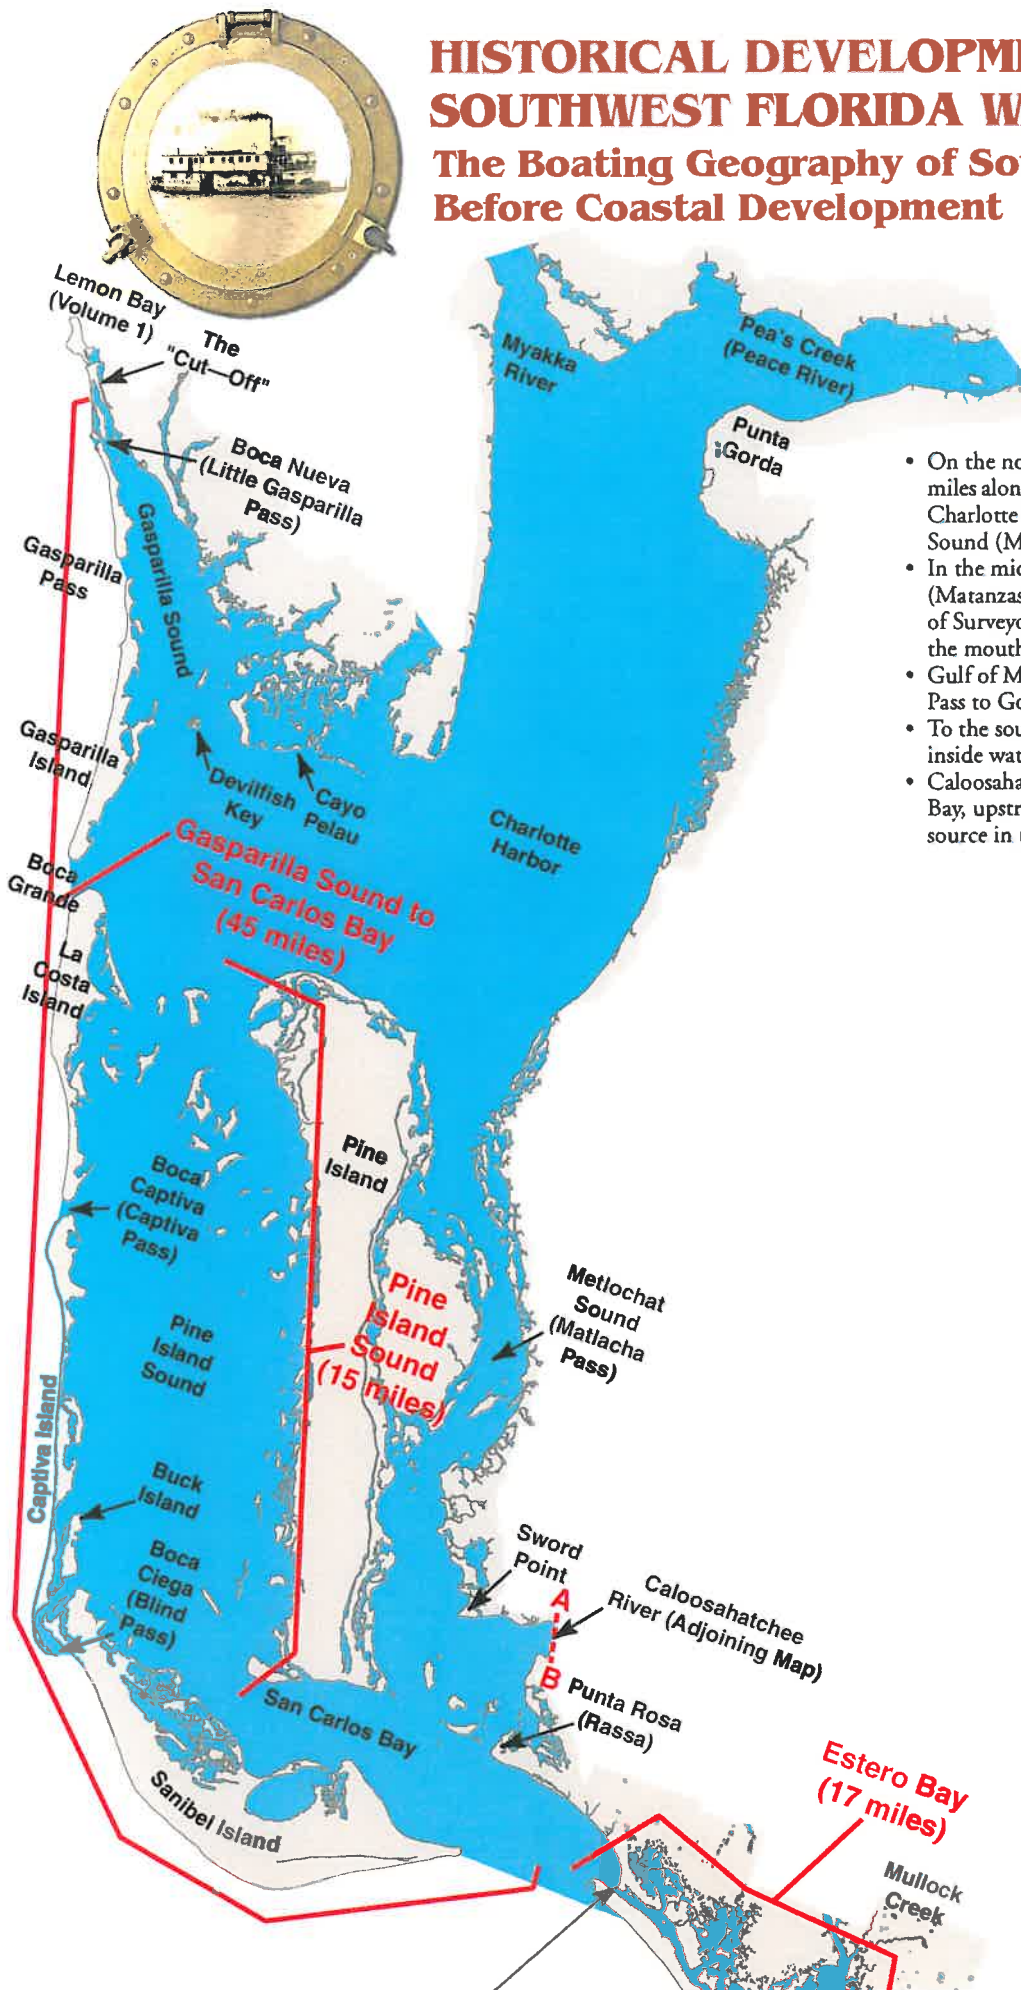 HISTORICAL DEVELOPM
SOUTHWEST FLORIDA W
The Boating Geography of So
Before Coastal Development
Lemon Bay
(Volume 1)
The
"Cut—Off"
Boca Nueva
(Little Gasparilla
Pass)
Myakka
River
Pea's Creek
(Peace River)
Punta
Gorda
• On the no
miles alon
Charlotte
Sound (M
• In the mid
(Matanzas
of Surveyo
the mouth
• Gulf of M
Pass to Go
• To the sou
inside wat
• Caloosaha
Bay, upstr
source in
Gasparilla
Pass
Gasparilla Sound
Gasparilla
Island
Devilfish
Key
Cayo
Pelau
Charlotte
Harbor
Boca
Grande
Gasparilla Sound to
San Carlos Bay
(45 miles)
La
Costa
Island
Pine
Island
Boca
Captiva
(Captiva
Pass)
Metlochat
Sound
(Matlacha
Pass)
Pine
Island
Sound
(15 miles)
Pine
Island
Sound
Captiva Island
Buck
Island
Boca
Ciega
(Blind
Pass)
Sword
Point
A
Caloosahatchee
River (Adjoining Map)
B
Punta Rosa
(Rassa)
San Carlos Bay
Sanibel Island
Estero Bay
(17 miles)
Mullock
Creek